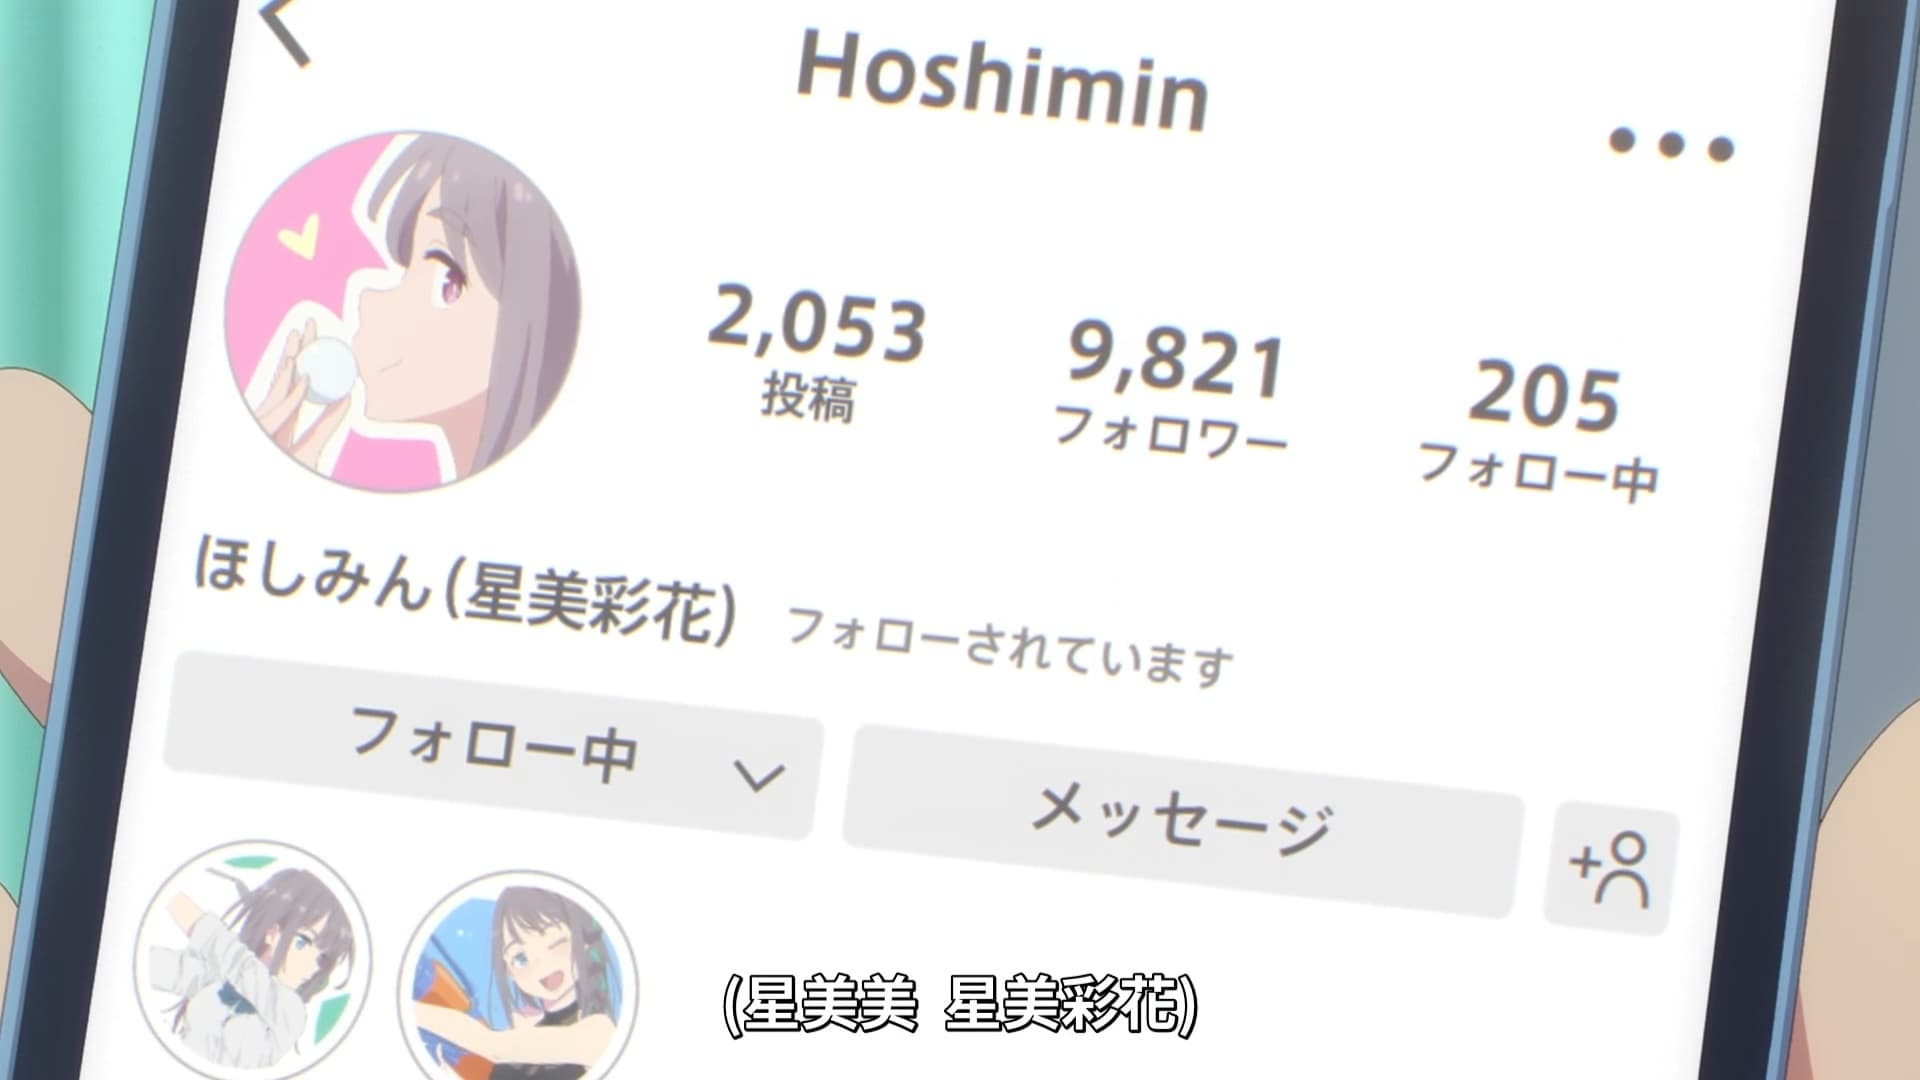 Hoshimin
2,053
投稿
9,821
フォロワー
205
フォロー中
ほしみん(星美彩花) フォローされています
フォロー中
メッセージ
(星美美 星美彩花)